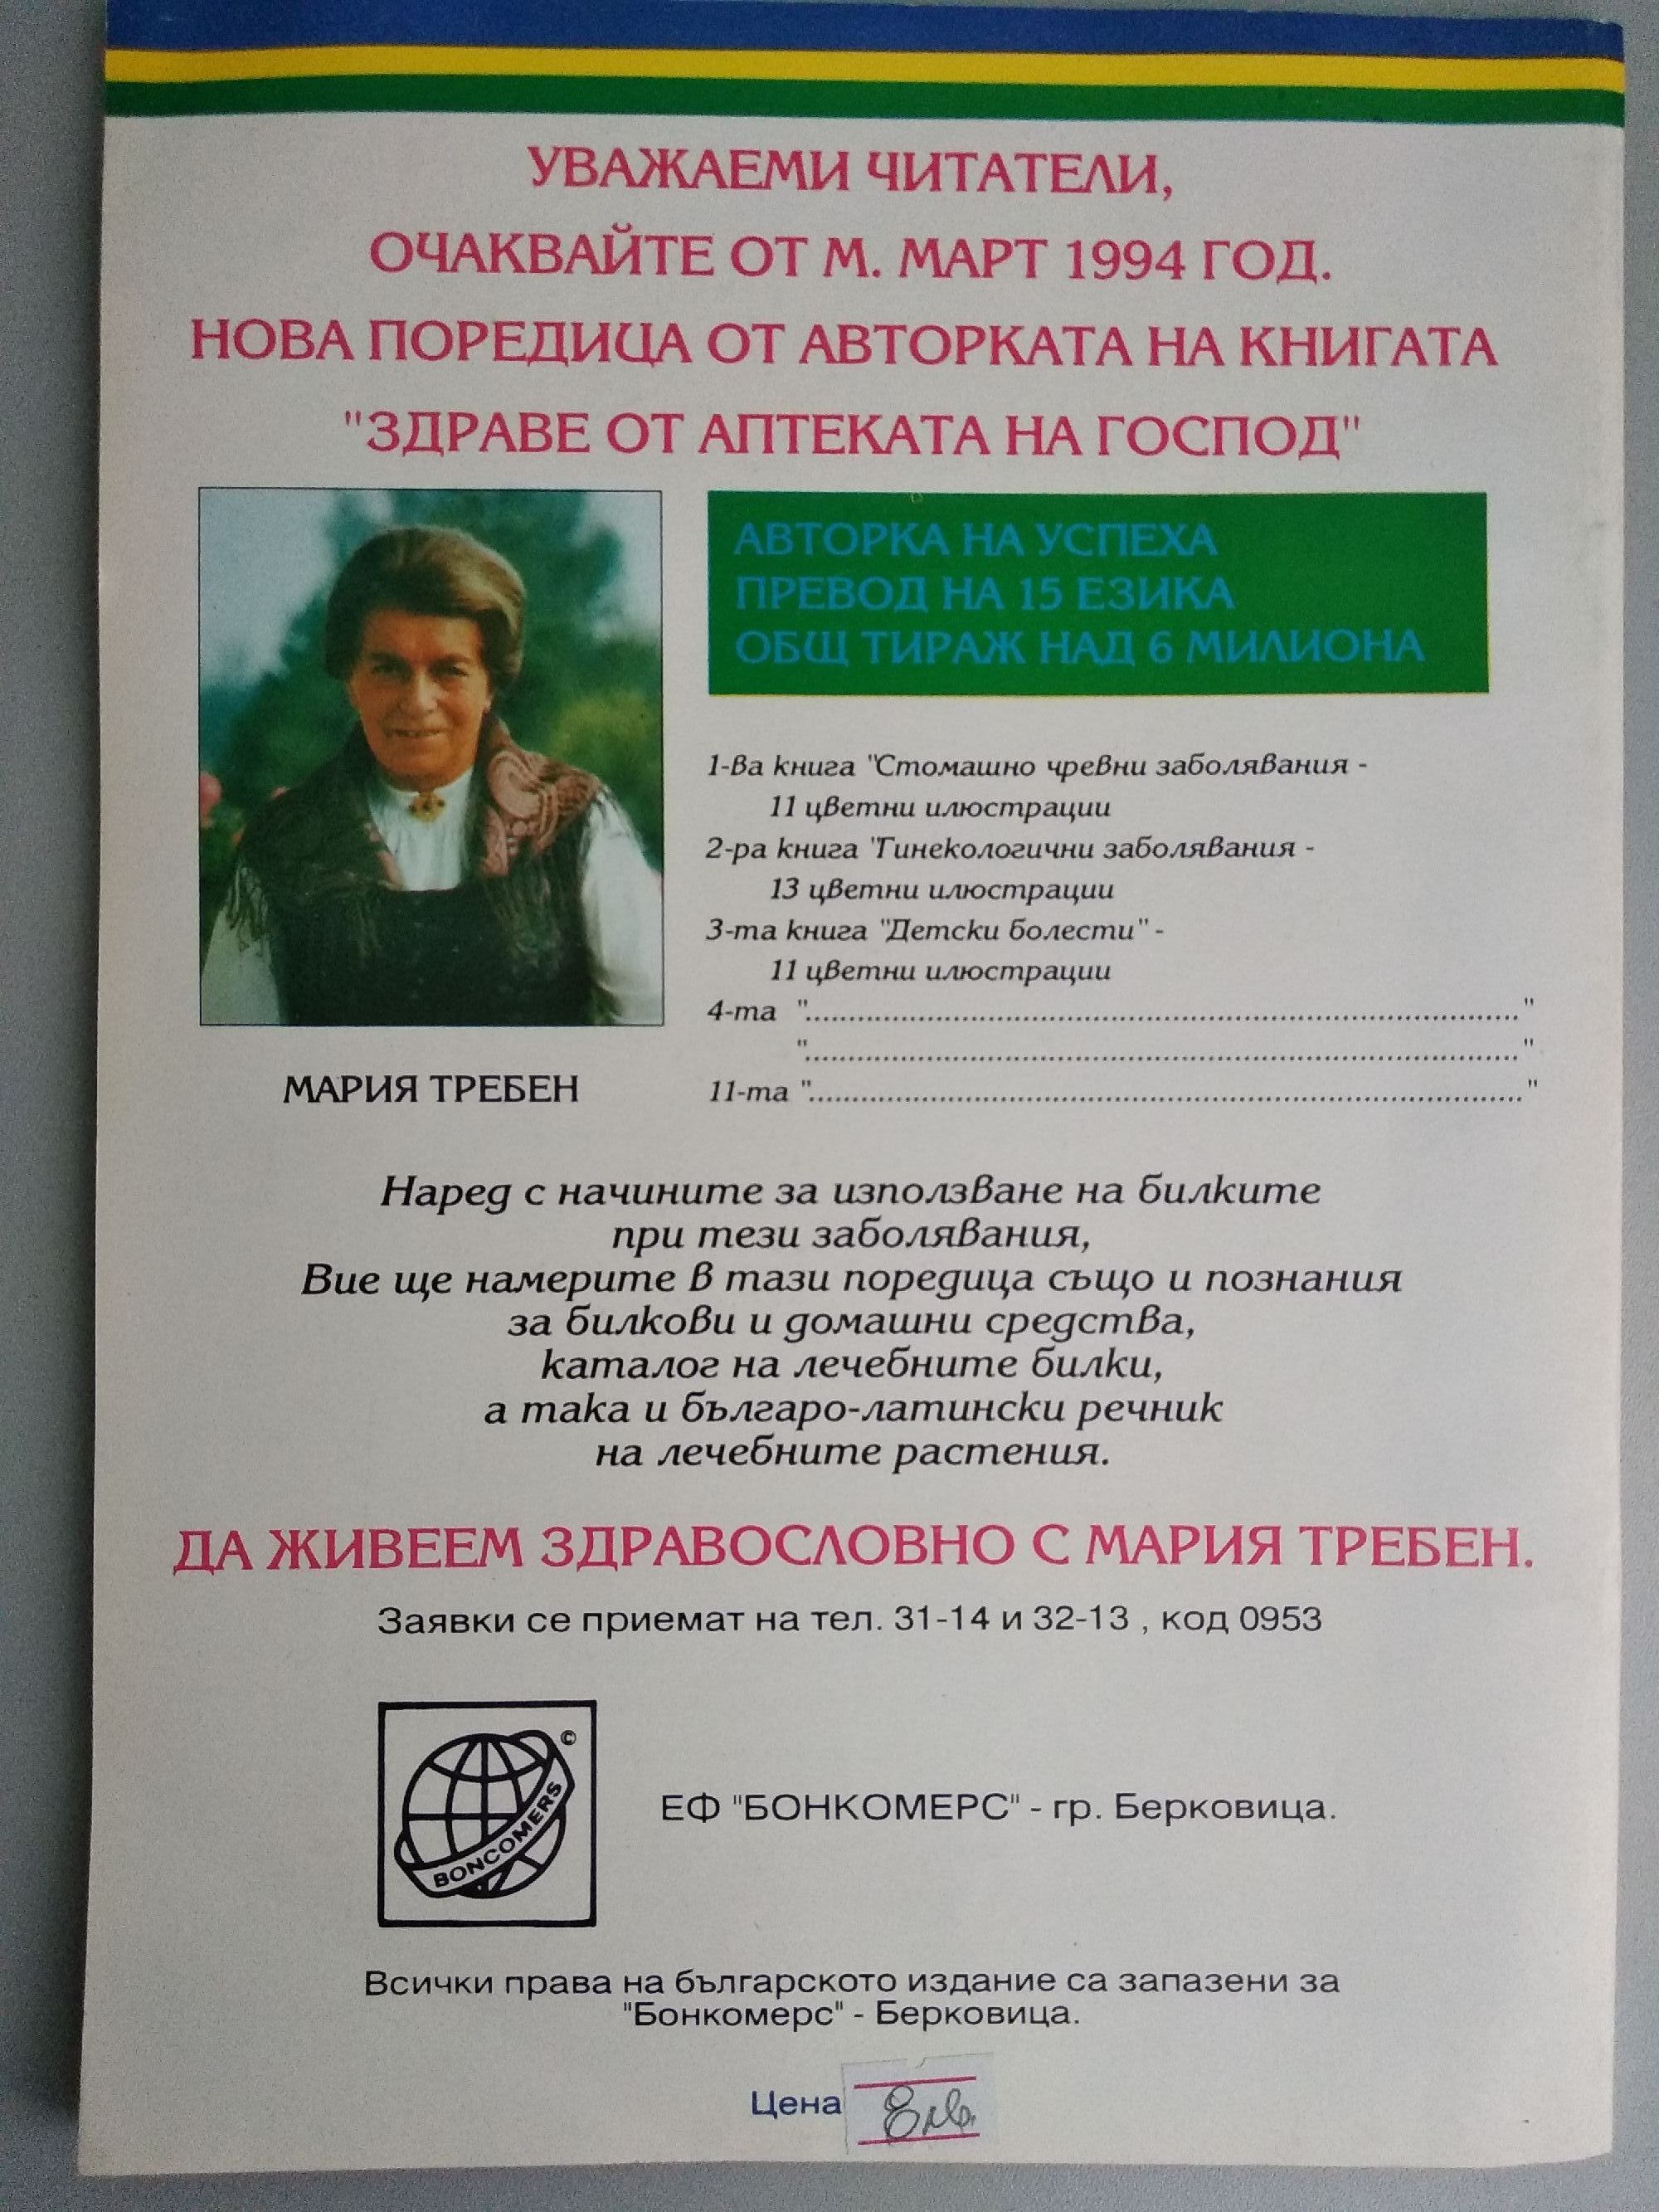 УВАЖАЕМИ ЧИТАТЕЛИ,
ОЧАКВАЙТЕ ОТ М. МАРТ 1994 ГОД.
НОВА ПОРЕДИЦА ОТ АВТОРКАТА НА КНИГАТА
"ЗДРАВЕ ОТ АПТЕКАТА НА ГОСПОД"
АВТОРКА НА УСПЕХА
ПРЕВОД НА 15 ЕЗИКА
ОБЩ ТИРАЖ НАД 6 МИЛИОНА
1-ва книга "Стомашно чревни заболявания -
11 цветни илюстрации
2-ра книга "Гинекологични заболявания -
13 цветни илюстрации
3-та книга "Детски болести" -
11 цветни илюстрации
4-та "..................................................................................."
"..................................................................................."
11-та "..................................................................................."
МАРИЯ ТРЕБЕН
Наред с начините за използване на билките
при тези заболявания,
Вие ще намерите в тази поредица също и познания
за билкови и домашни средства,
каталог на лечебните билки,
а така и българо-латински речник
на лечебните растения.
ДА ЖИВЕЕМ ЗДРАВОСЛОВНО С МАРИЯ ТРЕБЕН.
Заявки се приемат на тел. 31-14 и 32-13 , код 0953
©
BONCOMERS
ЕФ "БОНКОМЕРС" - гр. Берковица.
Всички права на българското издание са запазени за
"Бонкомерс" - Берковица.
Цена 8 лв.